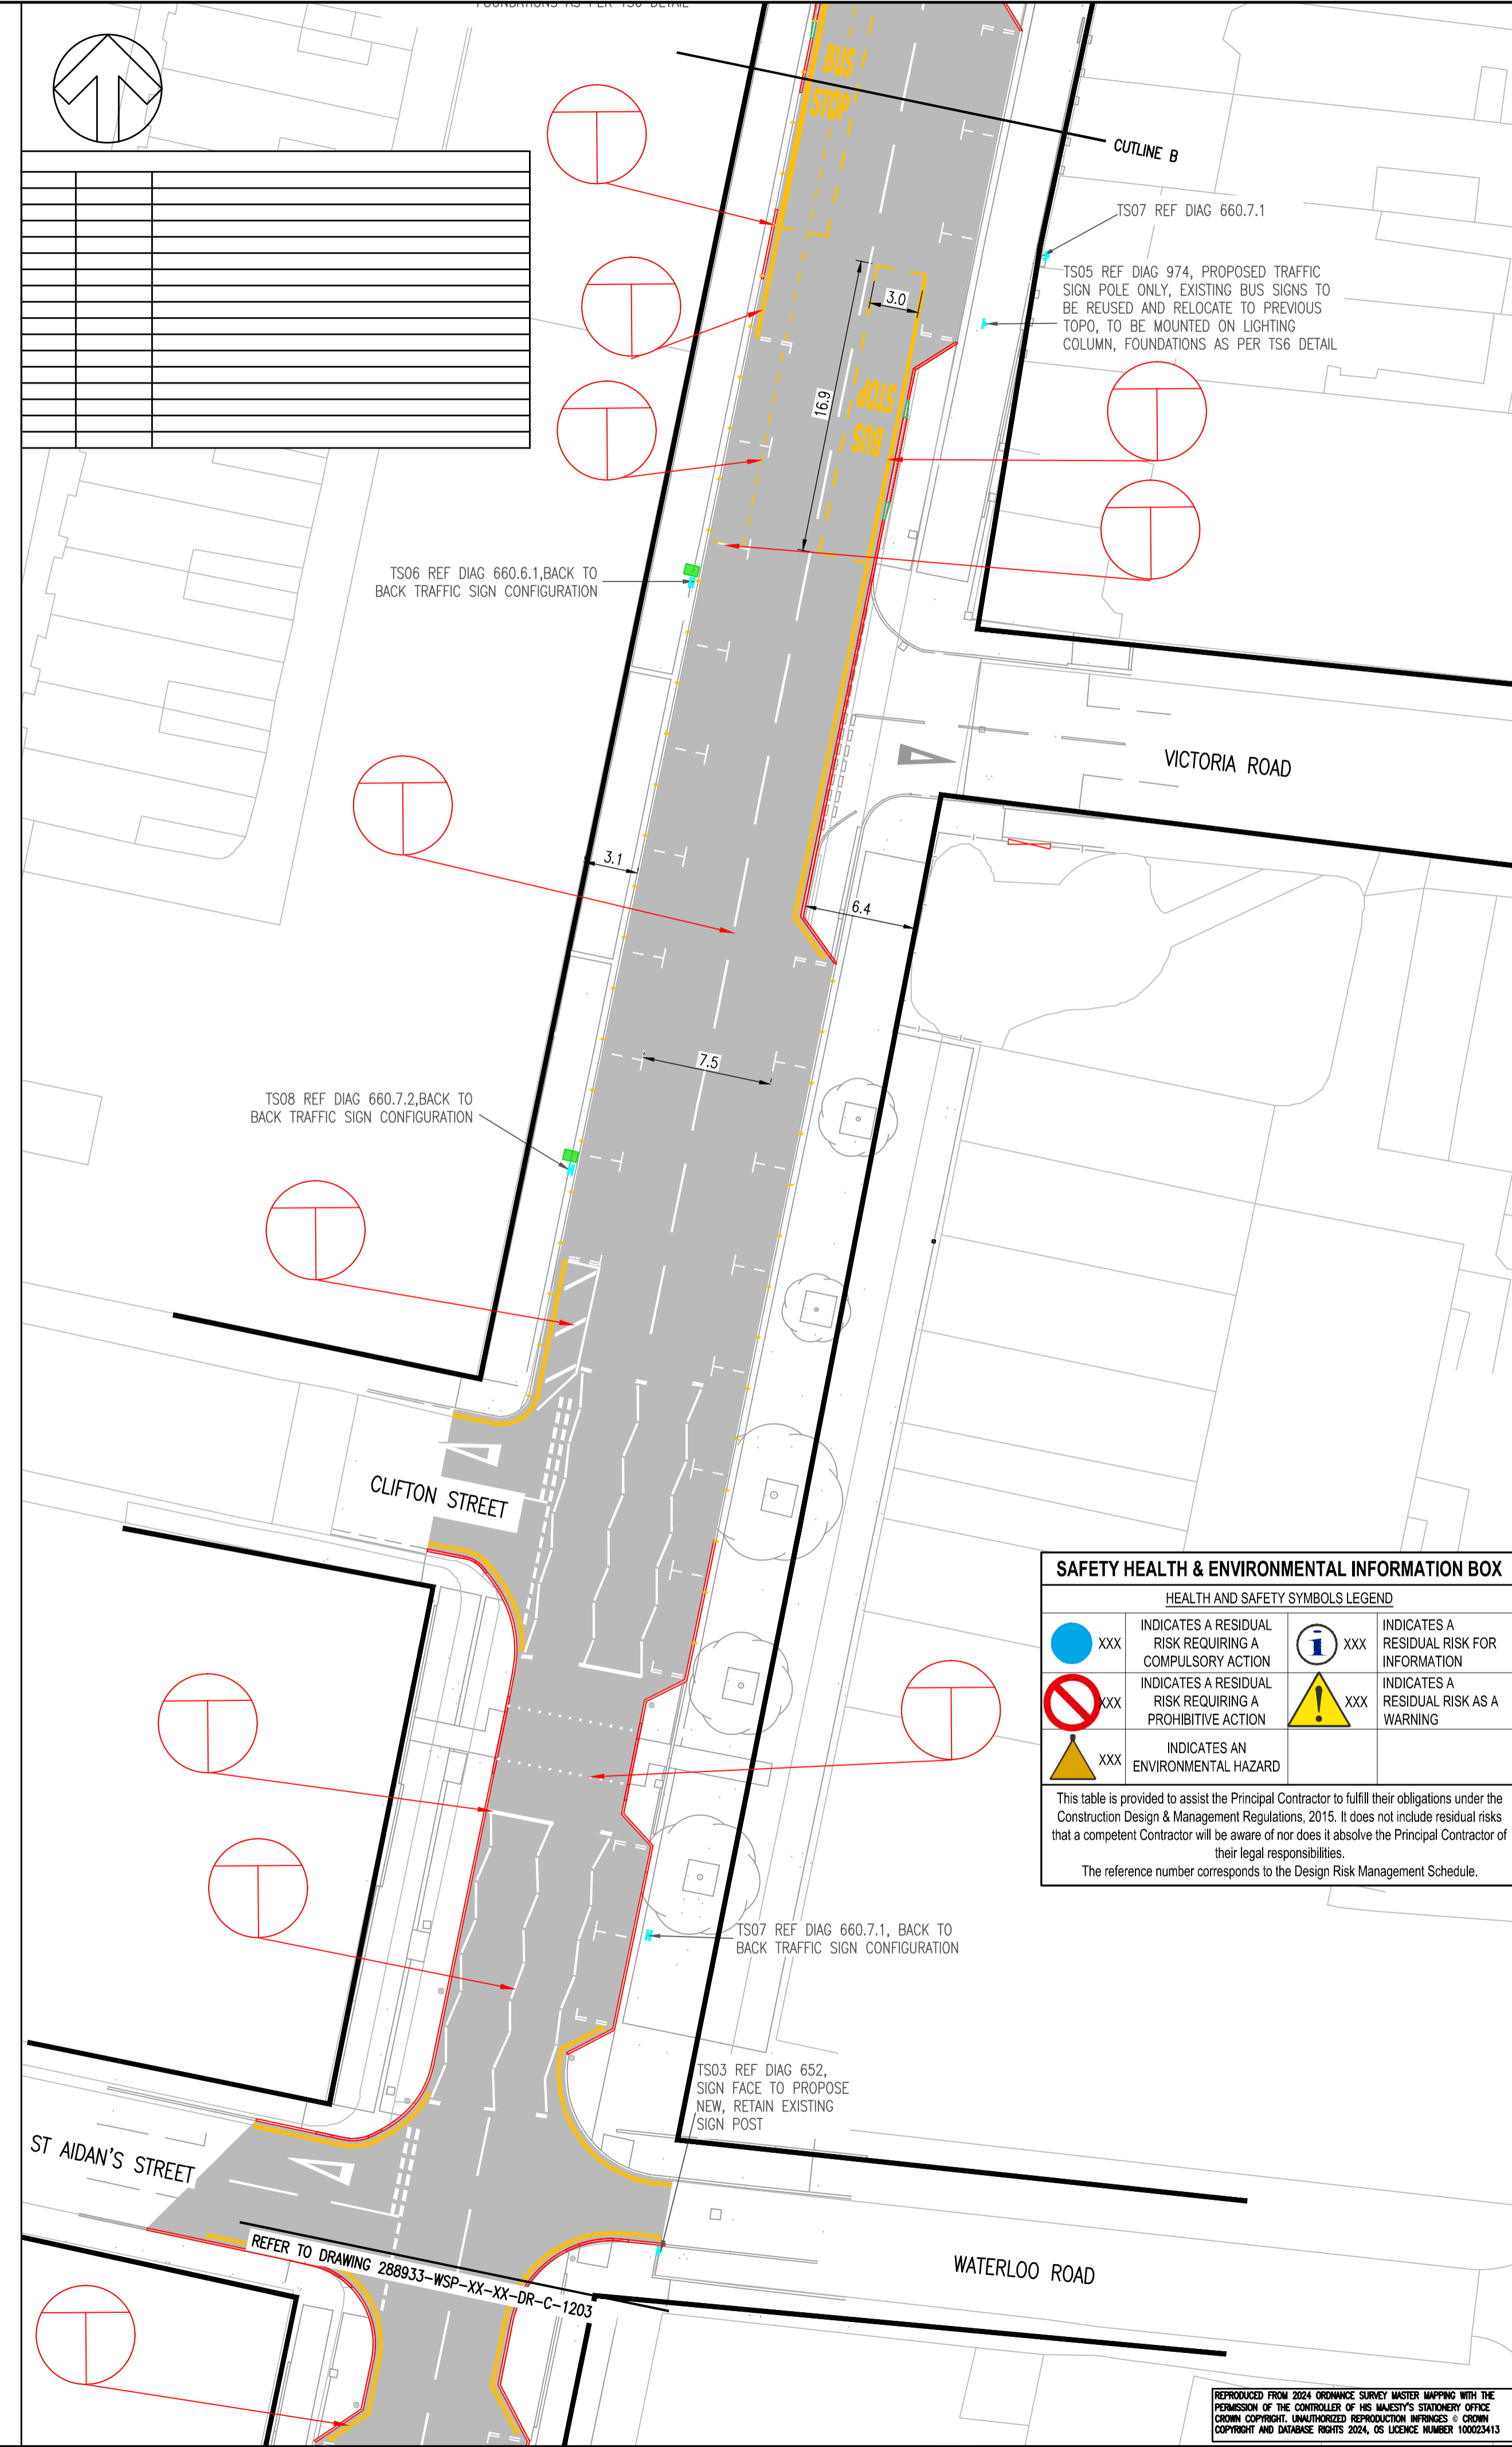 FOUNDATIONS AS PER TS6 DETAIL
BUS
STOP
CUTLINE B
TS07 REF DIAG 660.7.1
TS05 REF DIAG 974, PROPOSED TRAFFIC
SIGN POLE ONLY, EXISTING BUS SIGNS TO
BE REUSED AND RELOCATE TO PREVIOUS
TOPO, TO BE MOUNTED ON LIGHTING
COLUMN, FOUNDATIONS AS PER TS6 DETAIL
3.0
16.9
STOP
BUS
TS06 REF DIAG 660.6.1,BACK TO
BACK TRAFFIC SIGN CONFIGURATION
VICTORIA ROAD
3.1
6.4
7.5
TS08 REF DIAG 660.7.2,BACK TO
BACK TRAFFIC SIGN CONFIGURATION
CLIFTON STREET
SAFETY HEALTH & ENVIRONMENTAL INFORMATION BOX
HEALTH AND SAFETY SYMBOLS LEGEND
XXX
INDICATES A RESIDUAL
RISK REQUIRING A
COMPULSORY ACTION
i
XXX
INDICATES A
RESIDUAL RISK FOR
INFORMATION
XXX
INDICATES A RESIDUAL
RISK REQUIRING A
PROHIBITIVE ACTION
!
XXX
INDICATES A
RESIDUAL RISK AS A
WARNING
XXX
INDICATES AN
ENVIRONMENTAL HAZARD
This table is provided to assist the Principal Contractor to fulfill their obligations under the
Construction Design & Management Regulations, 2015. It does not include residual risks
that a competent Contractor will be aware of nor does it absolve the Principal Contractor of
their legal responsibilities.
The reference number corresponds to the Design Risk Management Schedule.
TS07 REF DIAG 660.7.1, BACK TO
BACK TRAFFIC SIGN CONFIGURATION
TS03 REF DIAG 652,
SIGN FACE TO PROPOSE
NEW, RETAIN EXISTING
SIGN POST
ST AIDAN'S STREET
REFER TO DRAWING 288933-WSP-XX-XX-DR-C-1203
WATERLOO ROAD
REPRODUCED FROM 2024 ORDNANCE SURVEY MASTER MAPPING WITH THE
PERMISSION OF THE CONTROLLER OF HIS MAJESTY'S STATIONERY OFFICE
CROWN COPYRIGHT. UNAUTHORIZED REPRODUCTION INFRINGES © CROWN
COPYRIGHT AND DATABASE RIGHTS 2024, OS LICENCE NUMBER 100023413